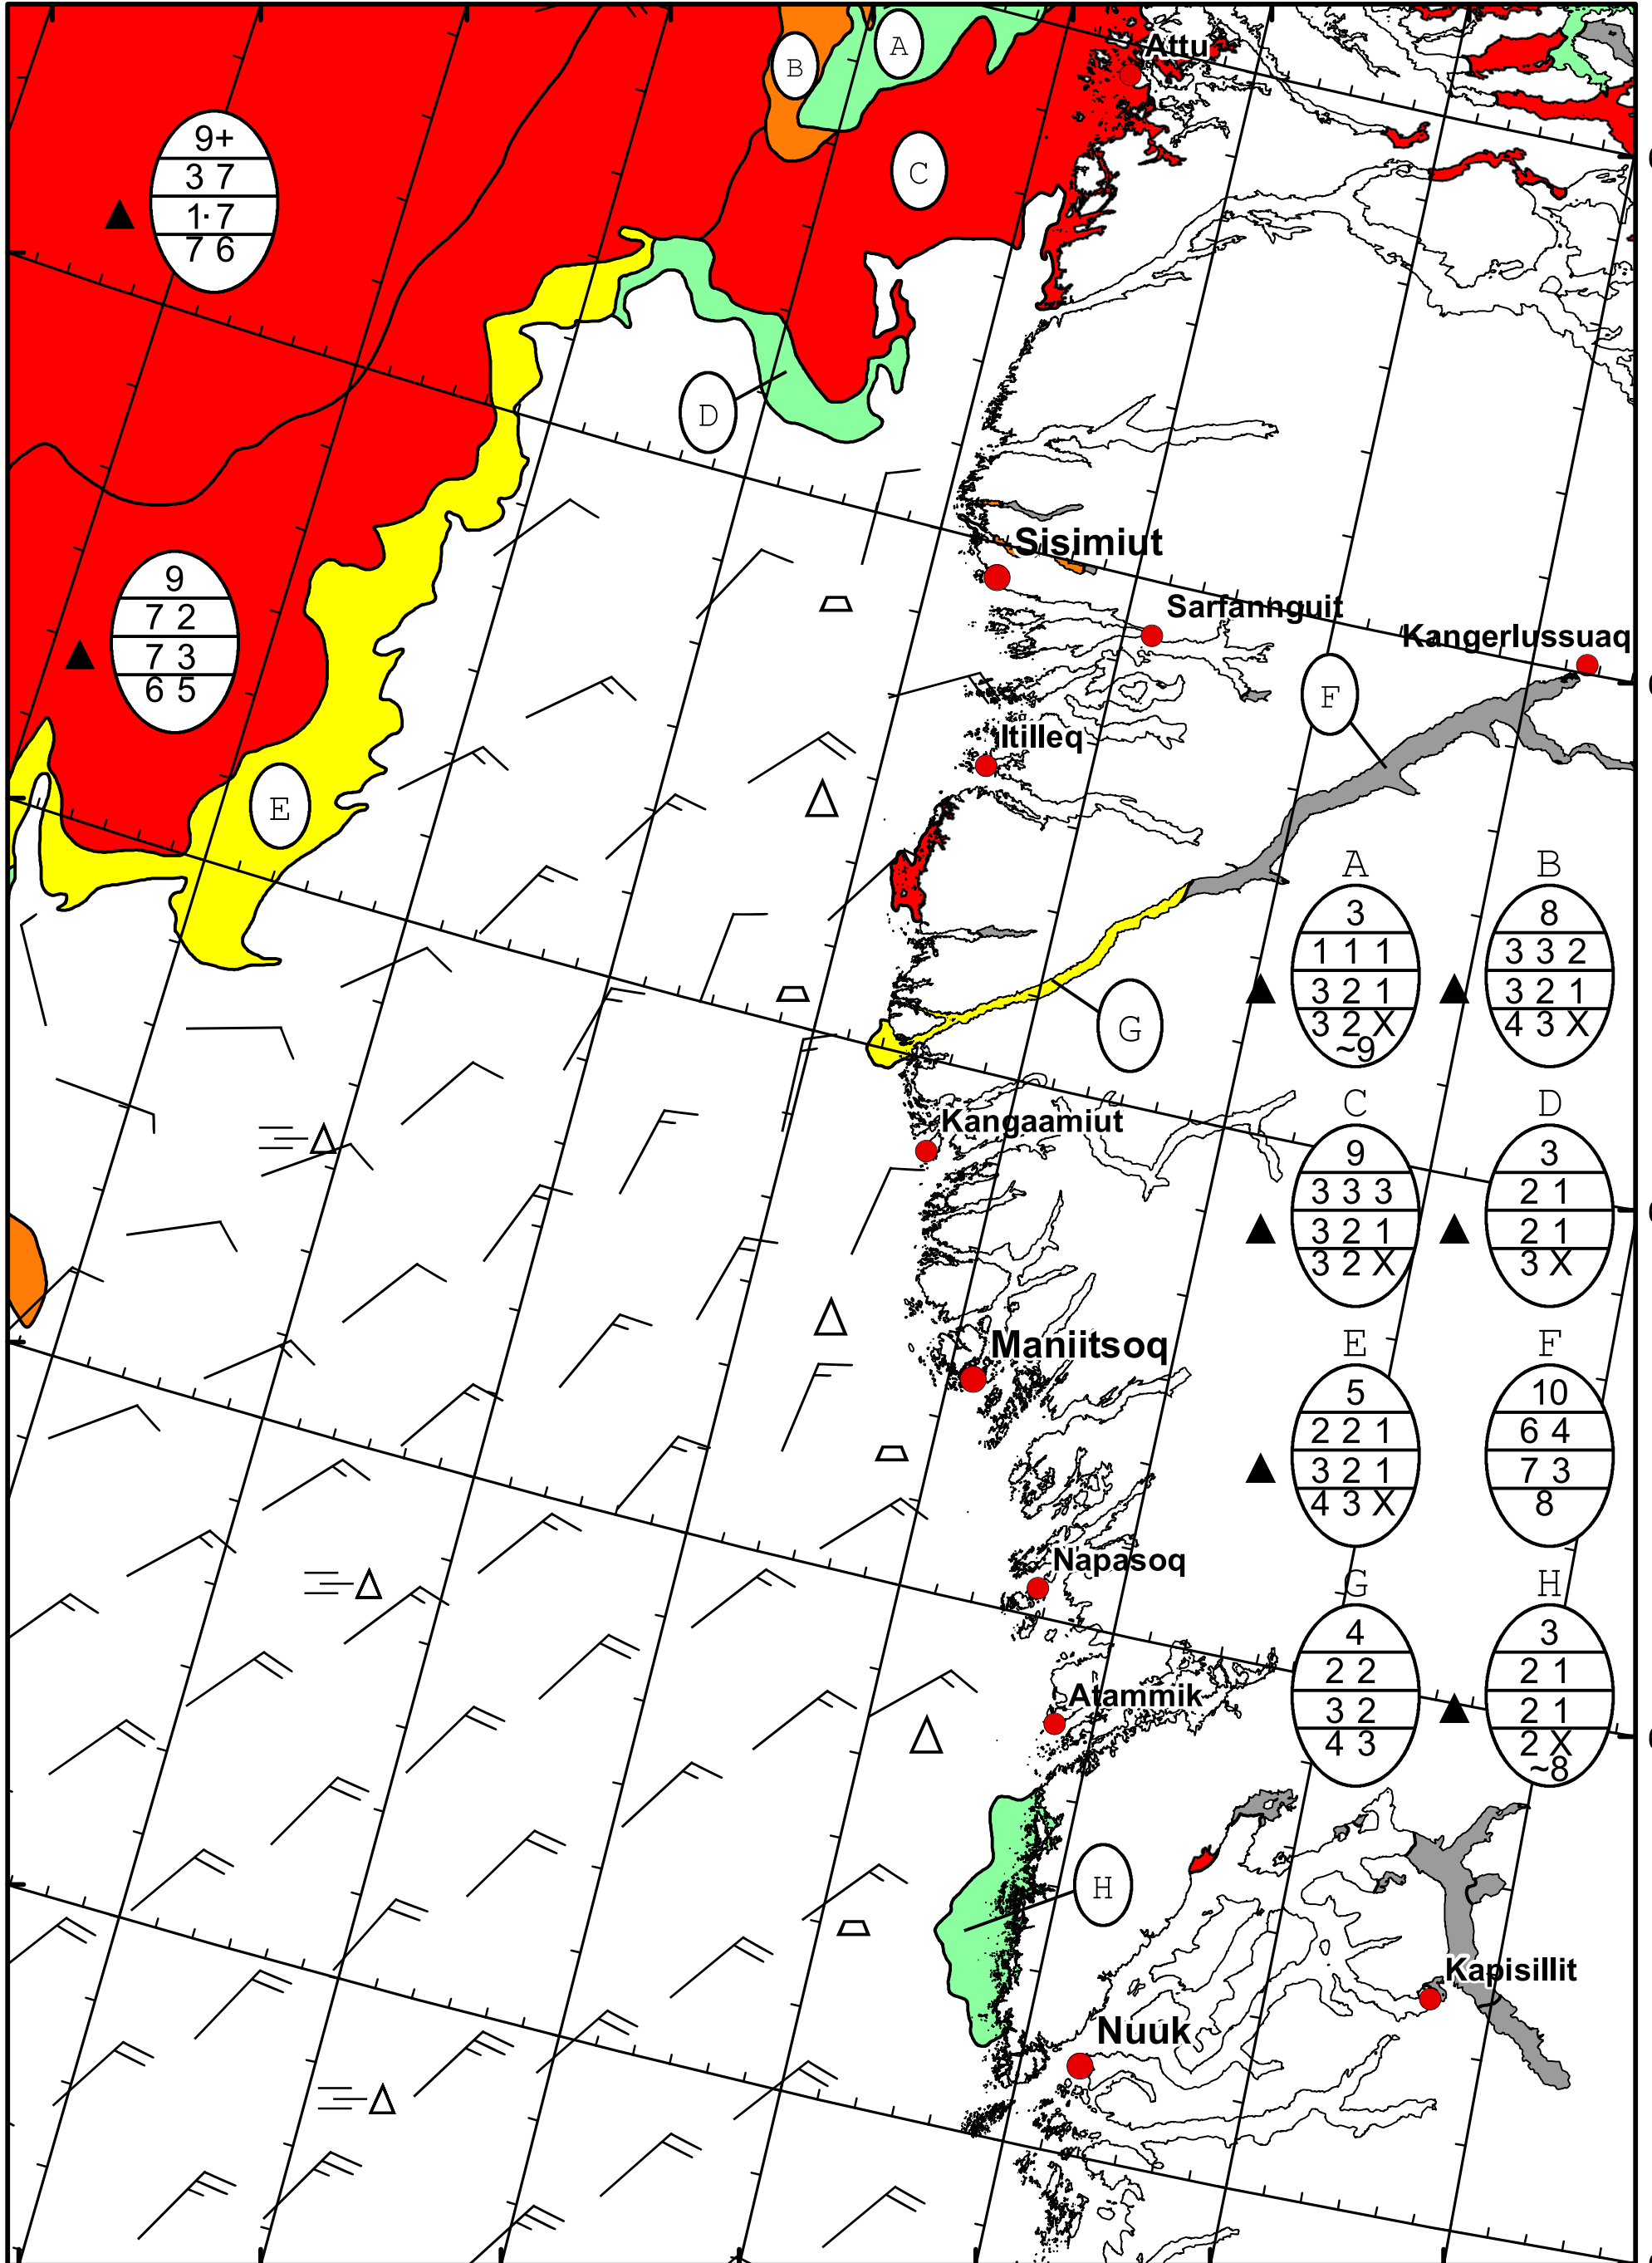 Attu
A
B
9+
3 7
1· 7
7 6
C
D
Sisimiut
9
7 2
7 3
6 5
Sarfannguit
Kangerlussuaq
F
Itilleq
E
A
3
1 1 1
3 2 1
3 2 X
~9
B
8
3 3 2
3 2 1
4 3 X
G
Kangaamiut
C
9
3 3 3
3 2 1
3 2 X
D
3
2 1
2 1
3 X
Maniitsoq
E
5
2 2 1
3 2 1
4 3 X
F
10
6 4
7 3
8
Napasoq
G
4
2 2
3 2
4 3
H
3
2 1
2 1
2 X
~8
Atammik
H
Kapisillit
Nuuk